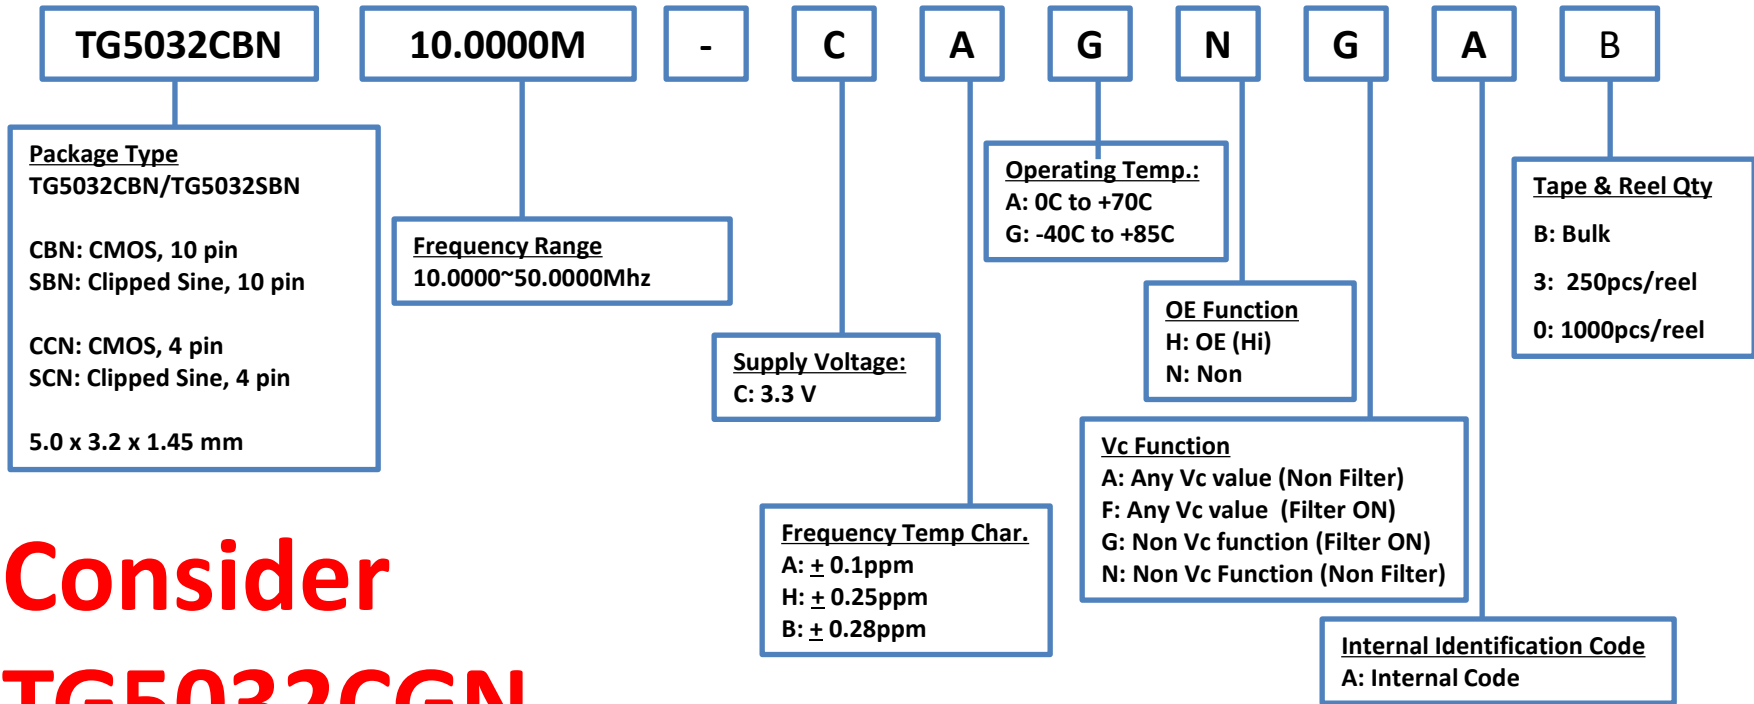 TG5032CBN 10.0000M - C A G N G A B
Package Type
TG5032CBN/TG5032SBN
CBN: CMOS, 10 pin
SBN: Clipped Sine, 10 pin
CCN: CMOS, 4 pin
SCN: Clipped Sine, 4 pin
5.0 x 3.2 x 1.45 mm
Frequency Range
10.0000~50.0000Mhz
Supply Voltage:
C: 3.3 V
Frequency Temp Char.
A: ± 0.1ppm
H: ± 0.25ppm
B: ± 0.28ppm
Operating Temp.:
A: 0C to +70C
G: -40C to +85C
OE Function
H: OE (Hi)
N: Non
Vc Function
A: Any Vc value (Non Filter)
F: Any Vc value (Filter ON)
G: Non Vc function (Filter ON)
N: Non Vc Function (Non Filter)
Internal Identification Code
A: Internal Code
Tape & Reel Qty
B: Bulk
3: 250pcs/reel
0: 1000pcs/reel
Consider
TG5032CGN